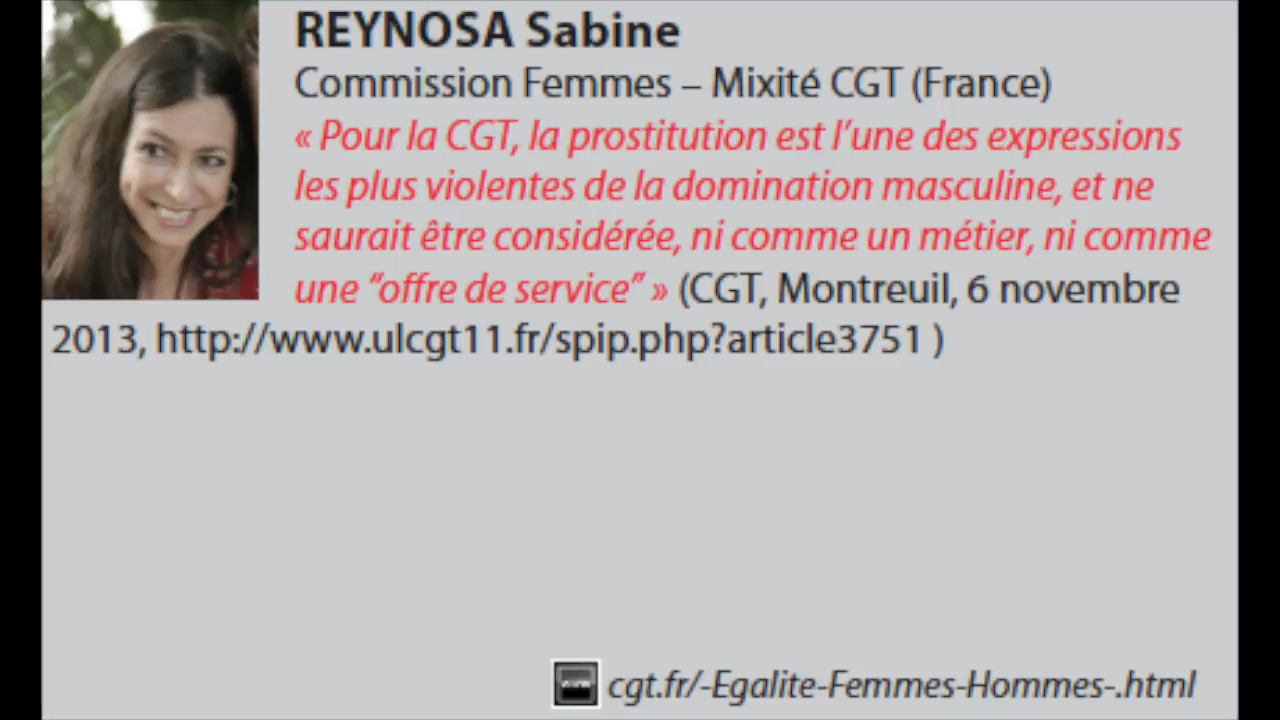 REYNOSA Sabine
Commission Femmes – Mixité CGT (France)
« Pour la CGT, la prostitution est l’une des expressions
les plus violentes de la domination masculine, et ne
saurait être considérée, ni comme un métier, ni comme
une “offre de service” » (CGT, Montreuil, 6 novembre
2013, http://www.ulcgt11.fr/spip.php?article3751 )
cgt.fr/-Egalite-Femmes-Hommes-.html